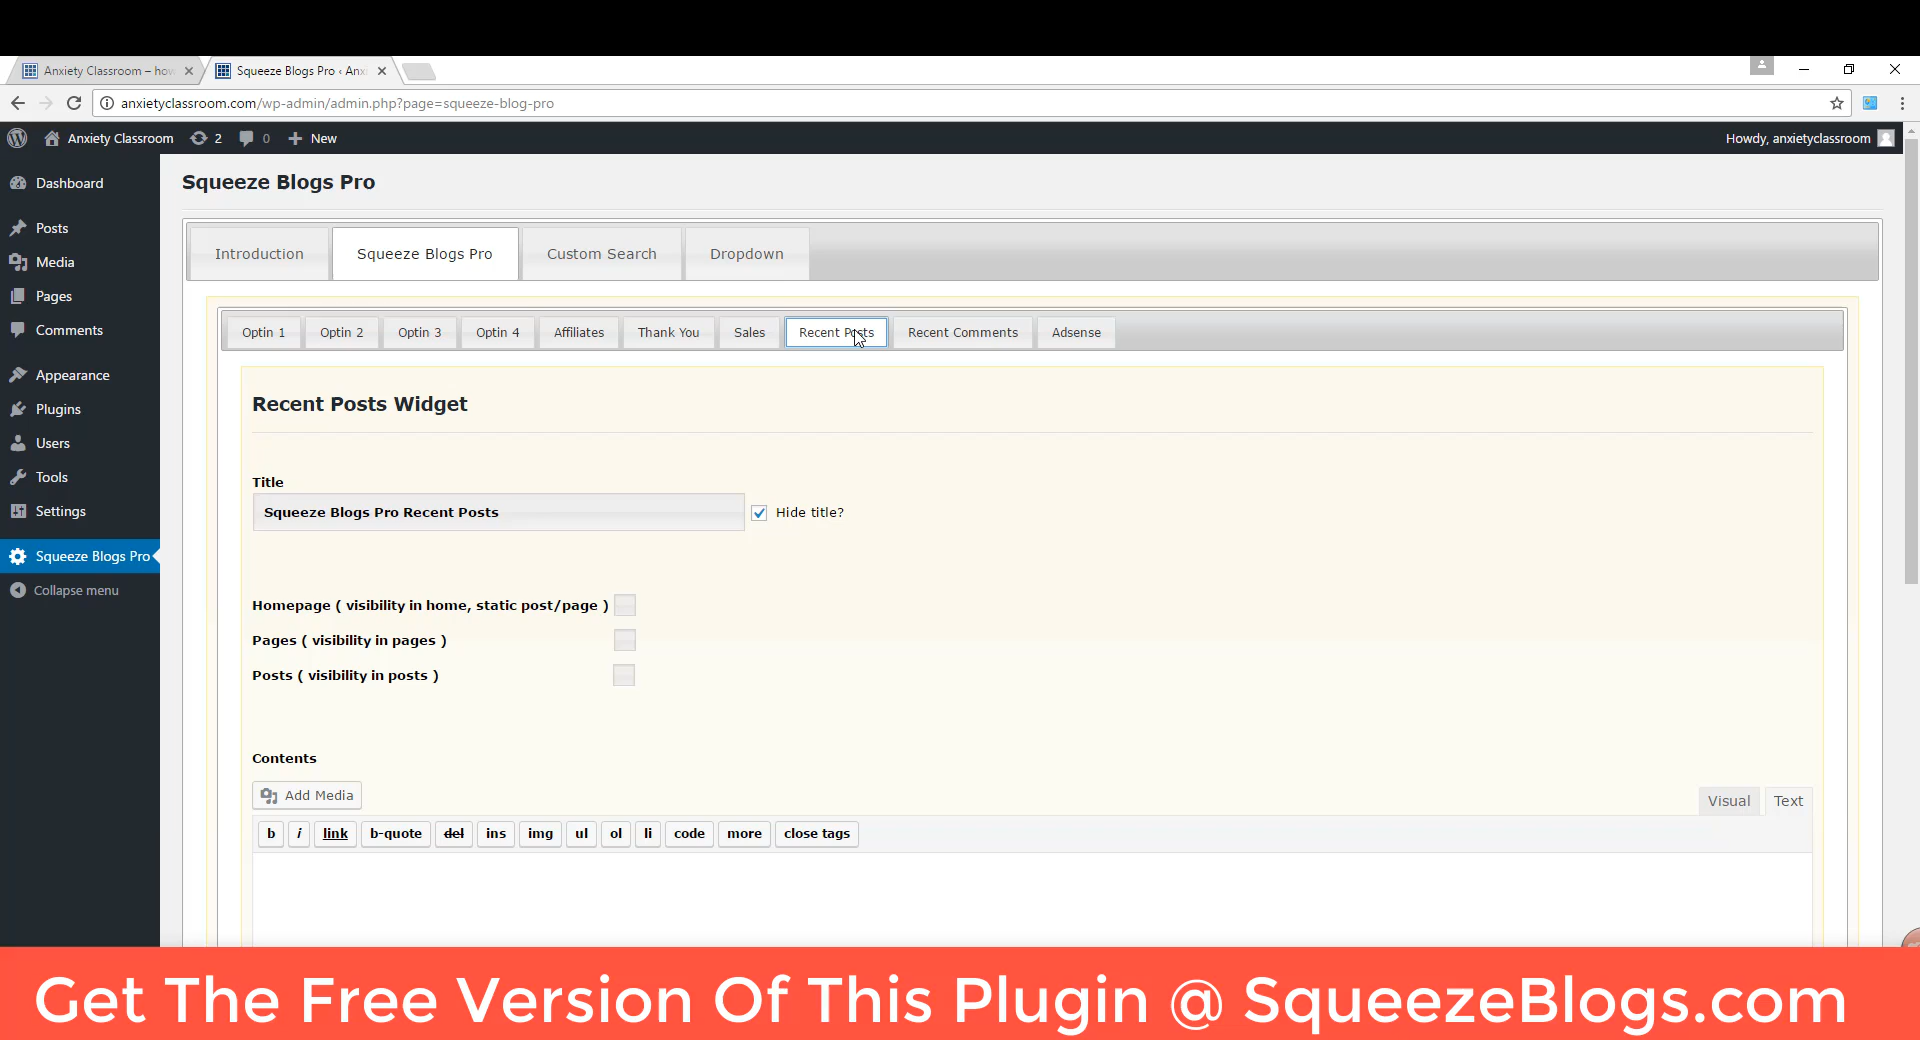 Anxiety Classroom – how
Squeeze Blogs Pro ‹ Anxi
anxietyclassroom.com/wp-admin/admin.php?page=squeeze-blog-pro
Anxiety Classroom 2 0 New
Howdy, anxietyclassroom
Dashboard
Posts
Media
Pages
Comments
Appearance
Plugins
Users
Tools
Settings
Squeeze Blogs Pro
Collapse menu
Squeeze Blogs Pro
Introduction Squeeze Blogs Pro Custom Search Dropdown
Optin 1 Optin 2 Optin 3 Optin 4 Affiliates Thank You Sales Recent Posts Recent Comments Adsense
Recent Posts Widget
Title
Squeeze Blogs Pro Recent Posts Hide title?
Homepage ( visibility in home, static post/page )
Pages ( visibility in pages )
Posts ( visibility in posts )
Contents
Add Media
Visual Text
b i link b-quote del ins img ul ol li code more close tags
Get The Free Version Of This Plugin @ SqueezeBlogs.com